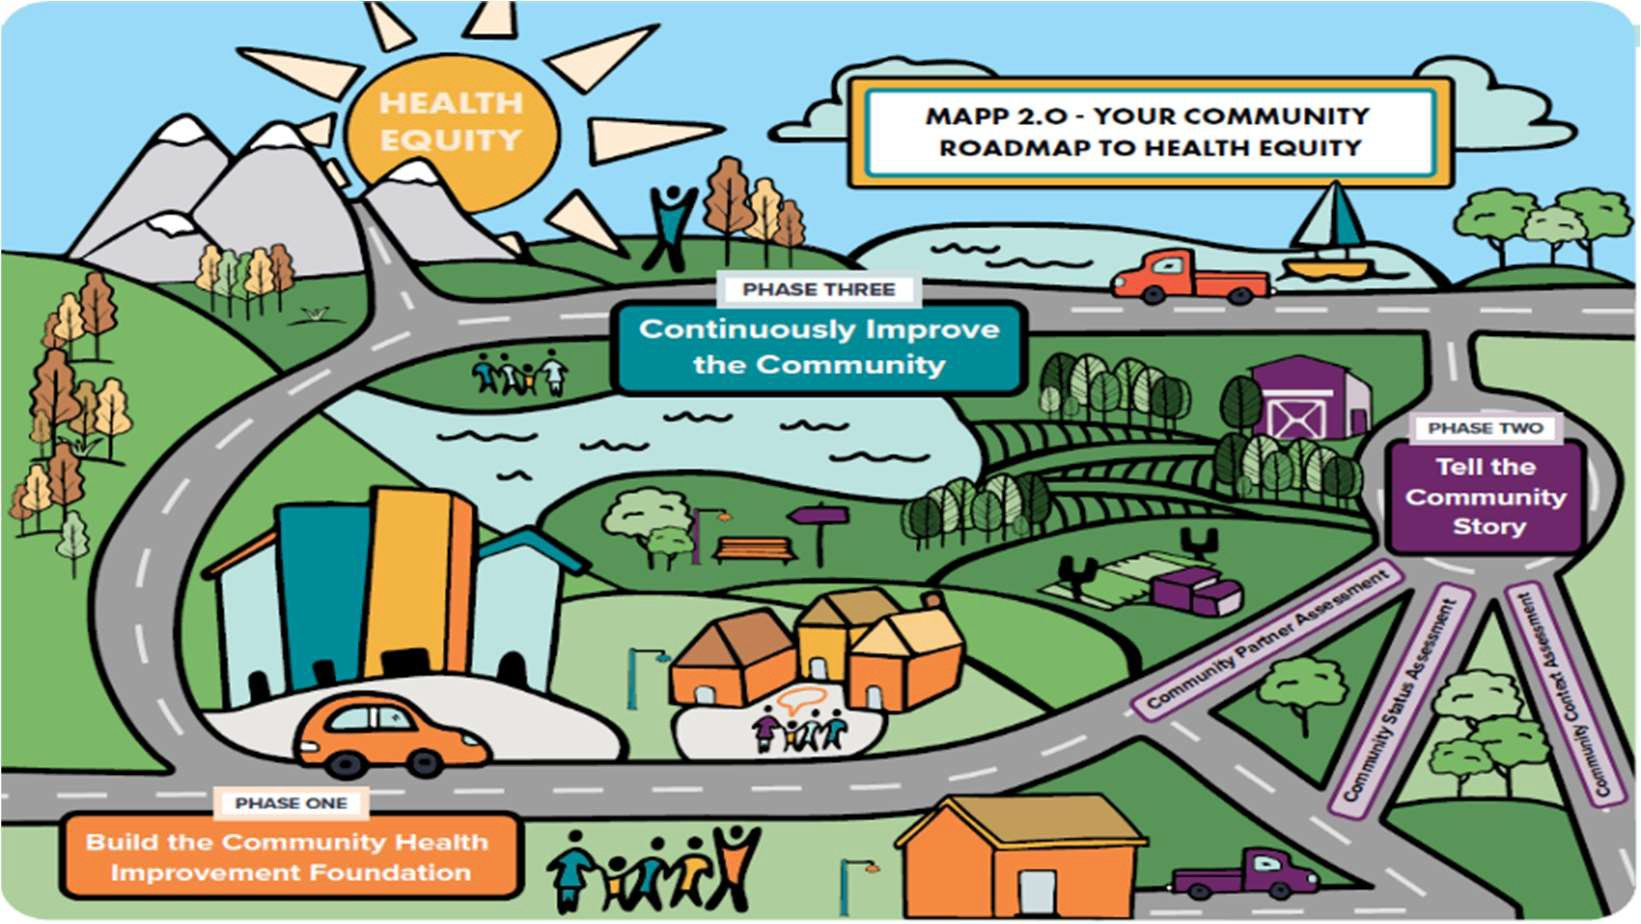 HEALTH
EQUITY
MAPP 2.0 - YOUR COMMUNITY
ROADMAP TO HEALTH EQUITY
PHASE THREE
Continuously Improve
the Community
PHASE TWO
Tell the
Community
Story
Community Partner Assessment
Community Status Assessment
Community Context Assessment
PHASE ONE
Build the Community Health
Improvement Foundation